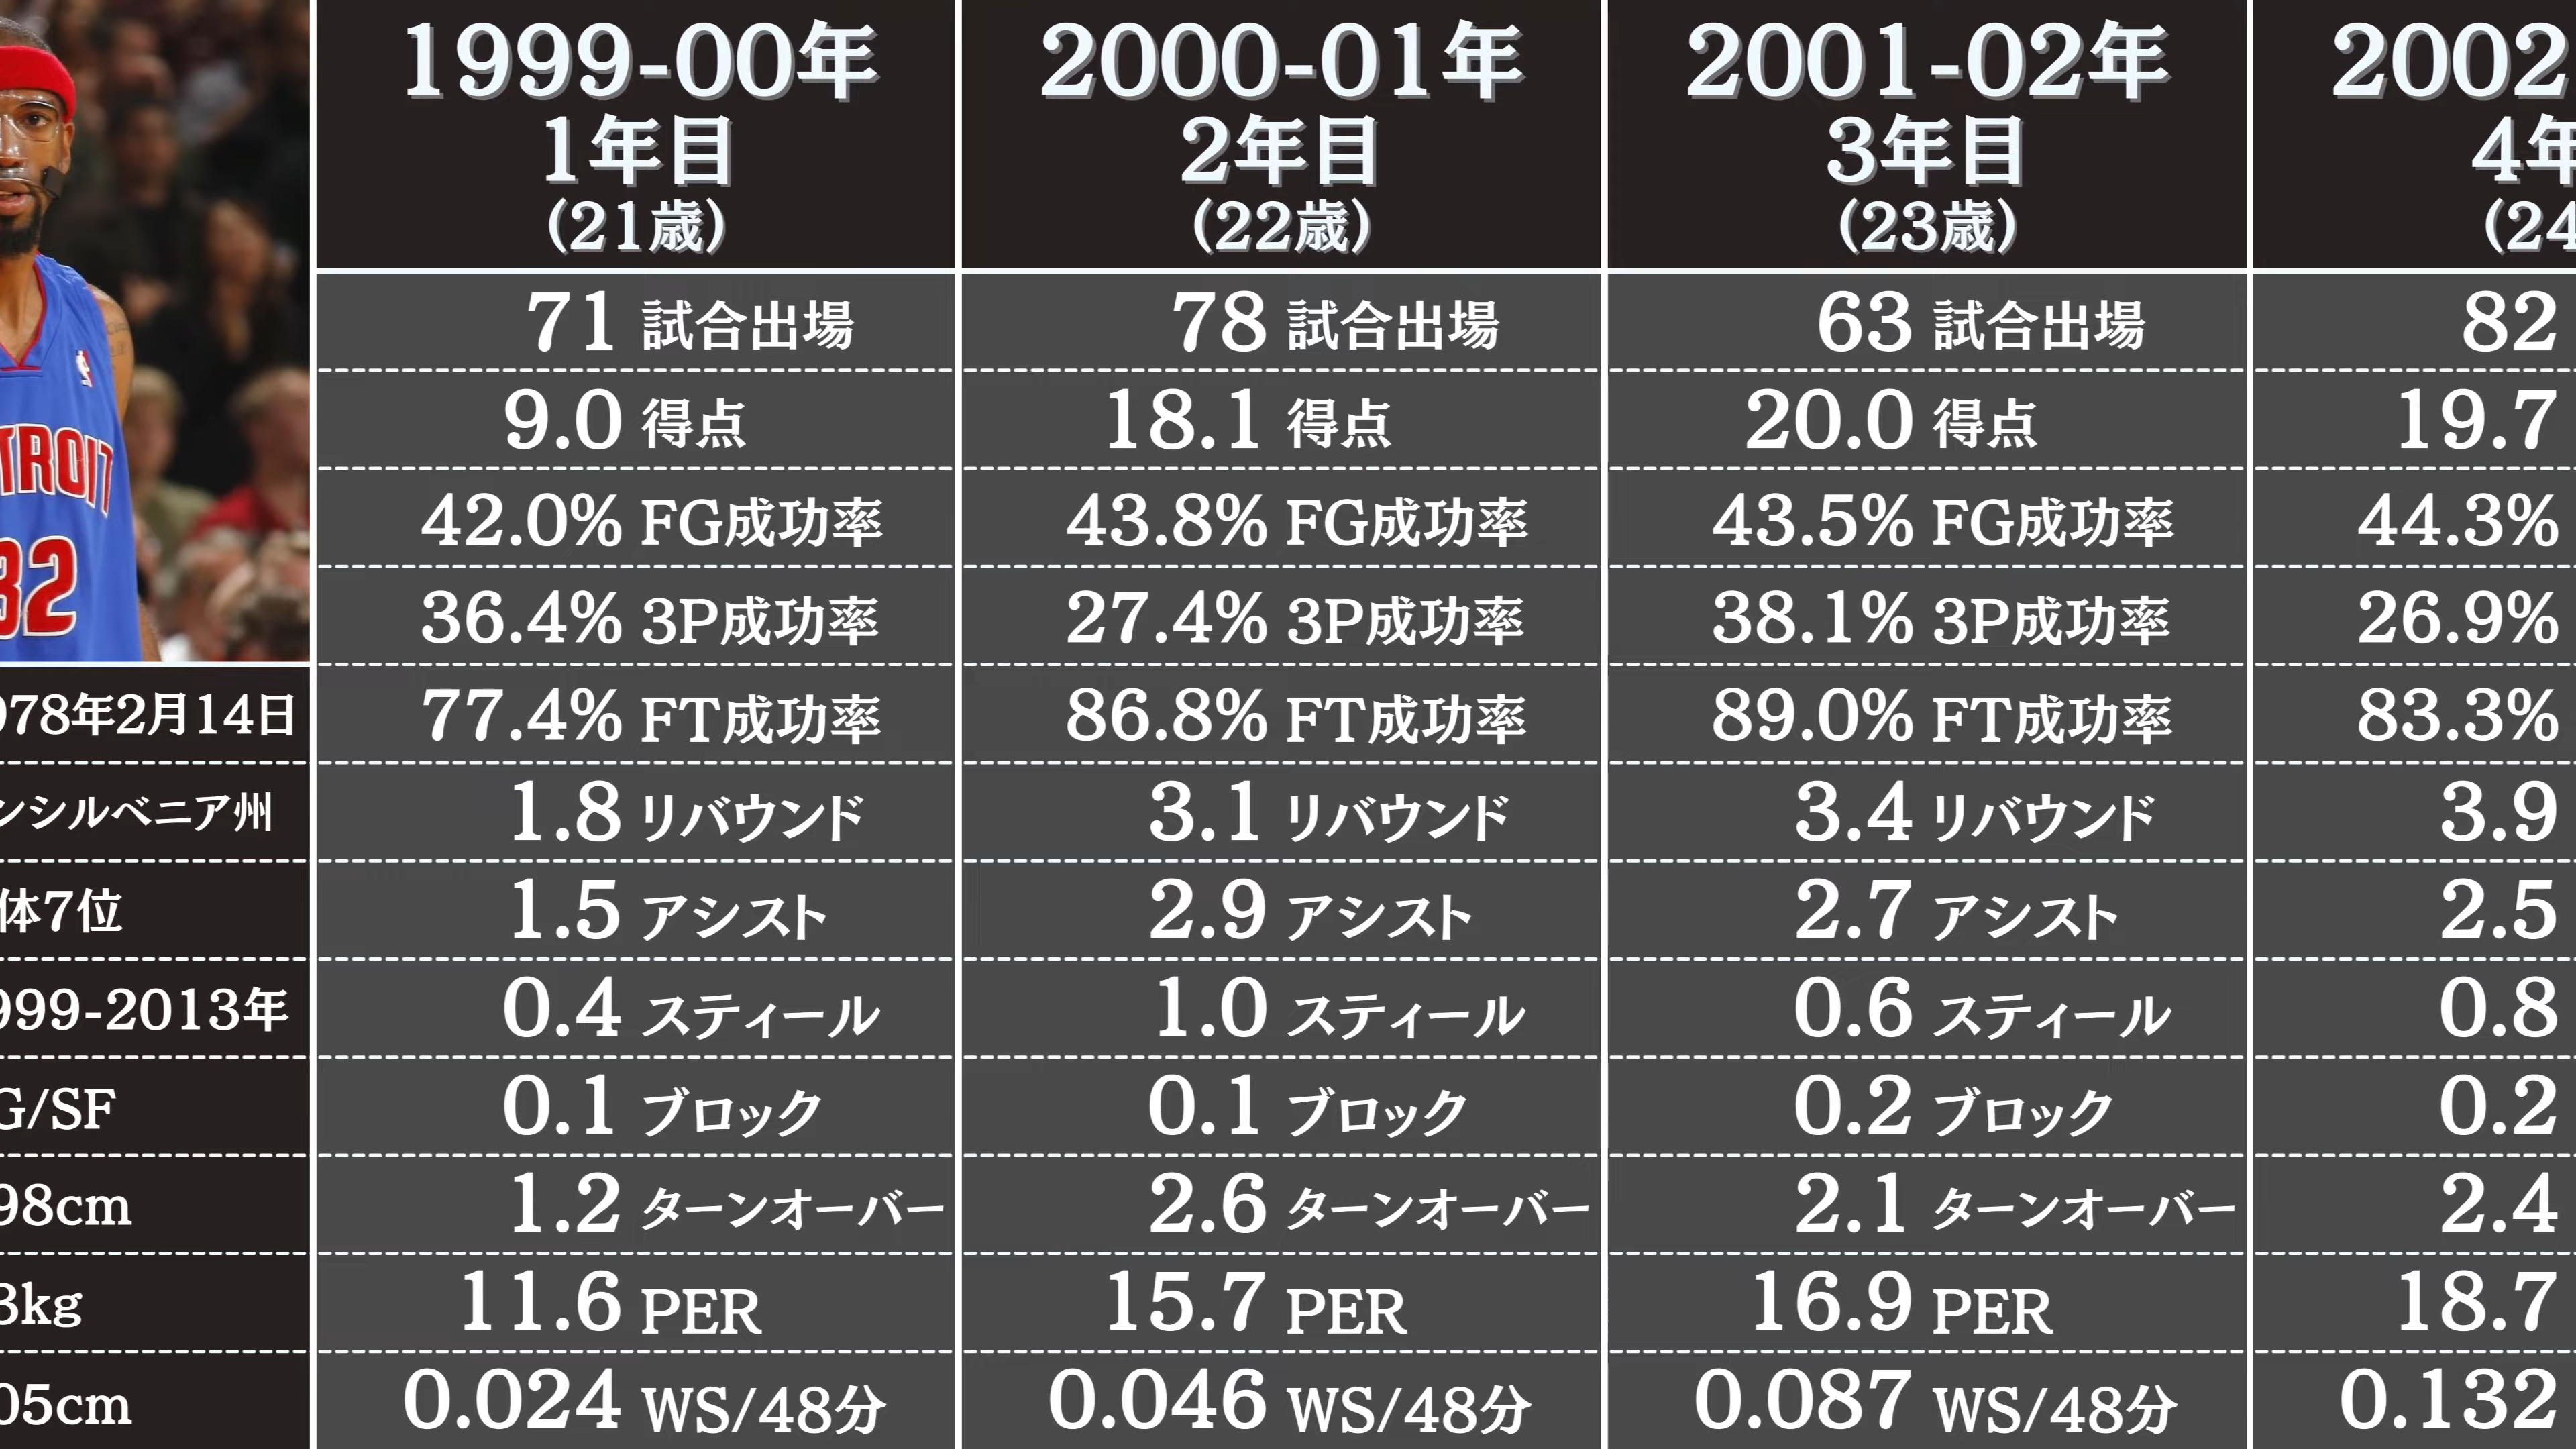 TROIT
32
978年2月14日
ンシルベニア州
体7位
999-2013年
G/SF
98cm
3kg
05cm
1999-00年
1年目
(21歳)
71 試合出場
9.0 得点
42.0% FG成功率
36.4% 3P成功率
77.4% FT成功率
1.8 リバウンド
1.5 アシスト
0.4 スティール
0.1 ブロック
1.2 ターンオーバー
11.6 PER
0.024 WS/48分
2000-01年
2年目
(22歳)
78 試合出場
18.1 得点
43.8% FG成功率
27.4% 3P成功率
86.8% FT成功率
3.1 リバウンド
2.9 アシスト
1.0 スティール
0.1 ブロック
2.6 ターンオーバー
15.7 PER
0.046 WS/48分
2001-02年
3年目
(23歳)
63 試合出場
20.0 得点
43.5% FG成功率
38.1% 3P成功率
89.0% FT成功率
3.4 リバウンド
2.7 アシスト
0.6 スティール
0.2 ブロック
2.1 ターンオーバー
16.9 PER
0.087 WS/48分
2002
4年
(24
82
19.7
44.3%
26.9%
83.3%
3.9
2.5
0.8
0.2
2.4
18.7
0.132